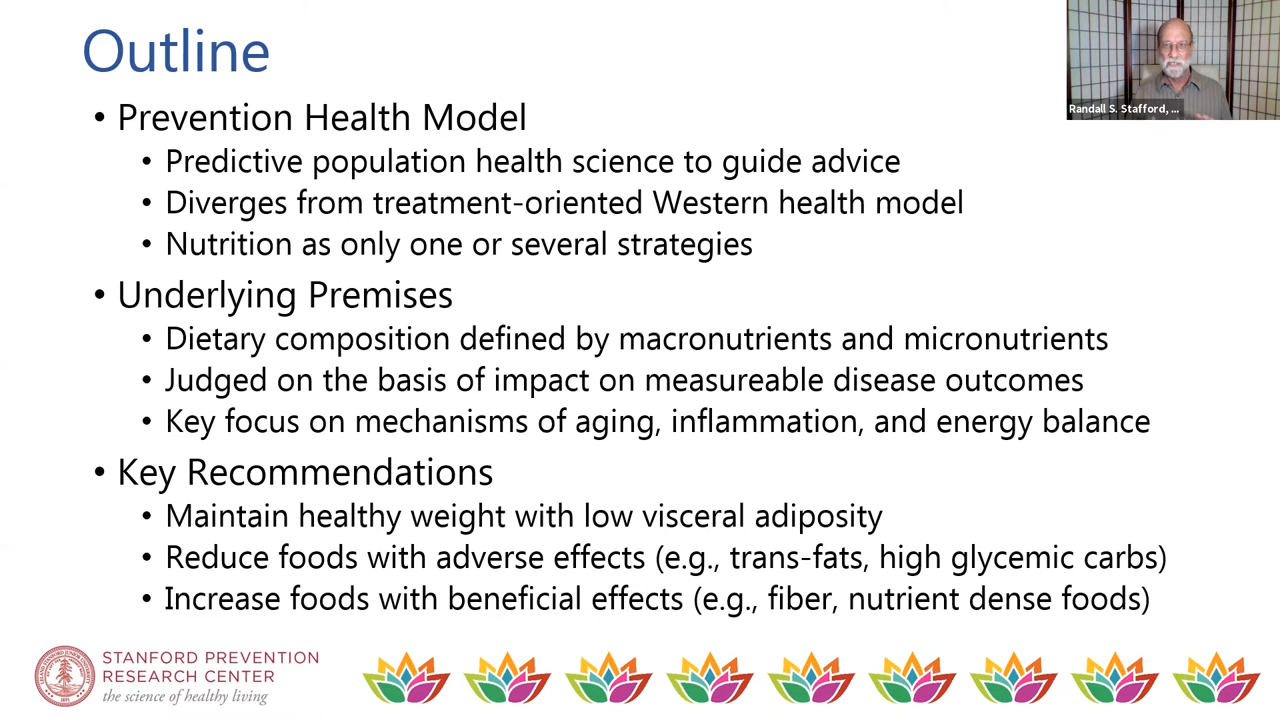 Outline
Randall S. Stafford, ...
• Prevention Health Model
• Predictive population health science to guide advice
• Diverges from treatment-oriented Western health model
• Nutrition as only one or several strategies
• Underlying Premises
• Dietary composition defined by macronutrients and micronutrients
• Judged on the basis of impact on measureable disease outcomes
• Key focus on mechanisms of aging, inflammation, and energy balance
• Key Recommendations
• Maintain healthy weight with low visceral adiposity
• Reduce foods with adverse effects (e.g., trans-fats, high glycemic carbs)
• Increase foods with beneficial effects (e.g., fiber, nutrient dense foods)
STANFORD PREVENTION
RESEARCH CENTER
the science of healthy living